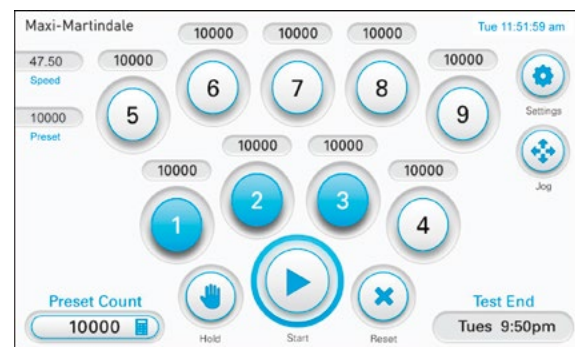 Maxi-Martindale
Tue 11:51:59 am
10000 10000 10000
47.50
Speed
10000
10000
6 7 8
Settings
10000
Preset
5
9
10000 10000
Jog
10000
10000
2 3
1
4
Preset Count
10000
Hold
Start
Reset
Test End
Tues 9:50pm